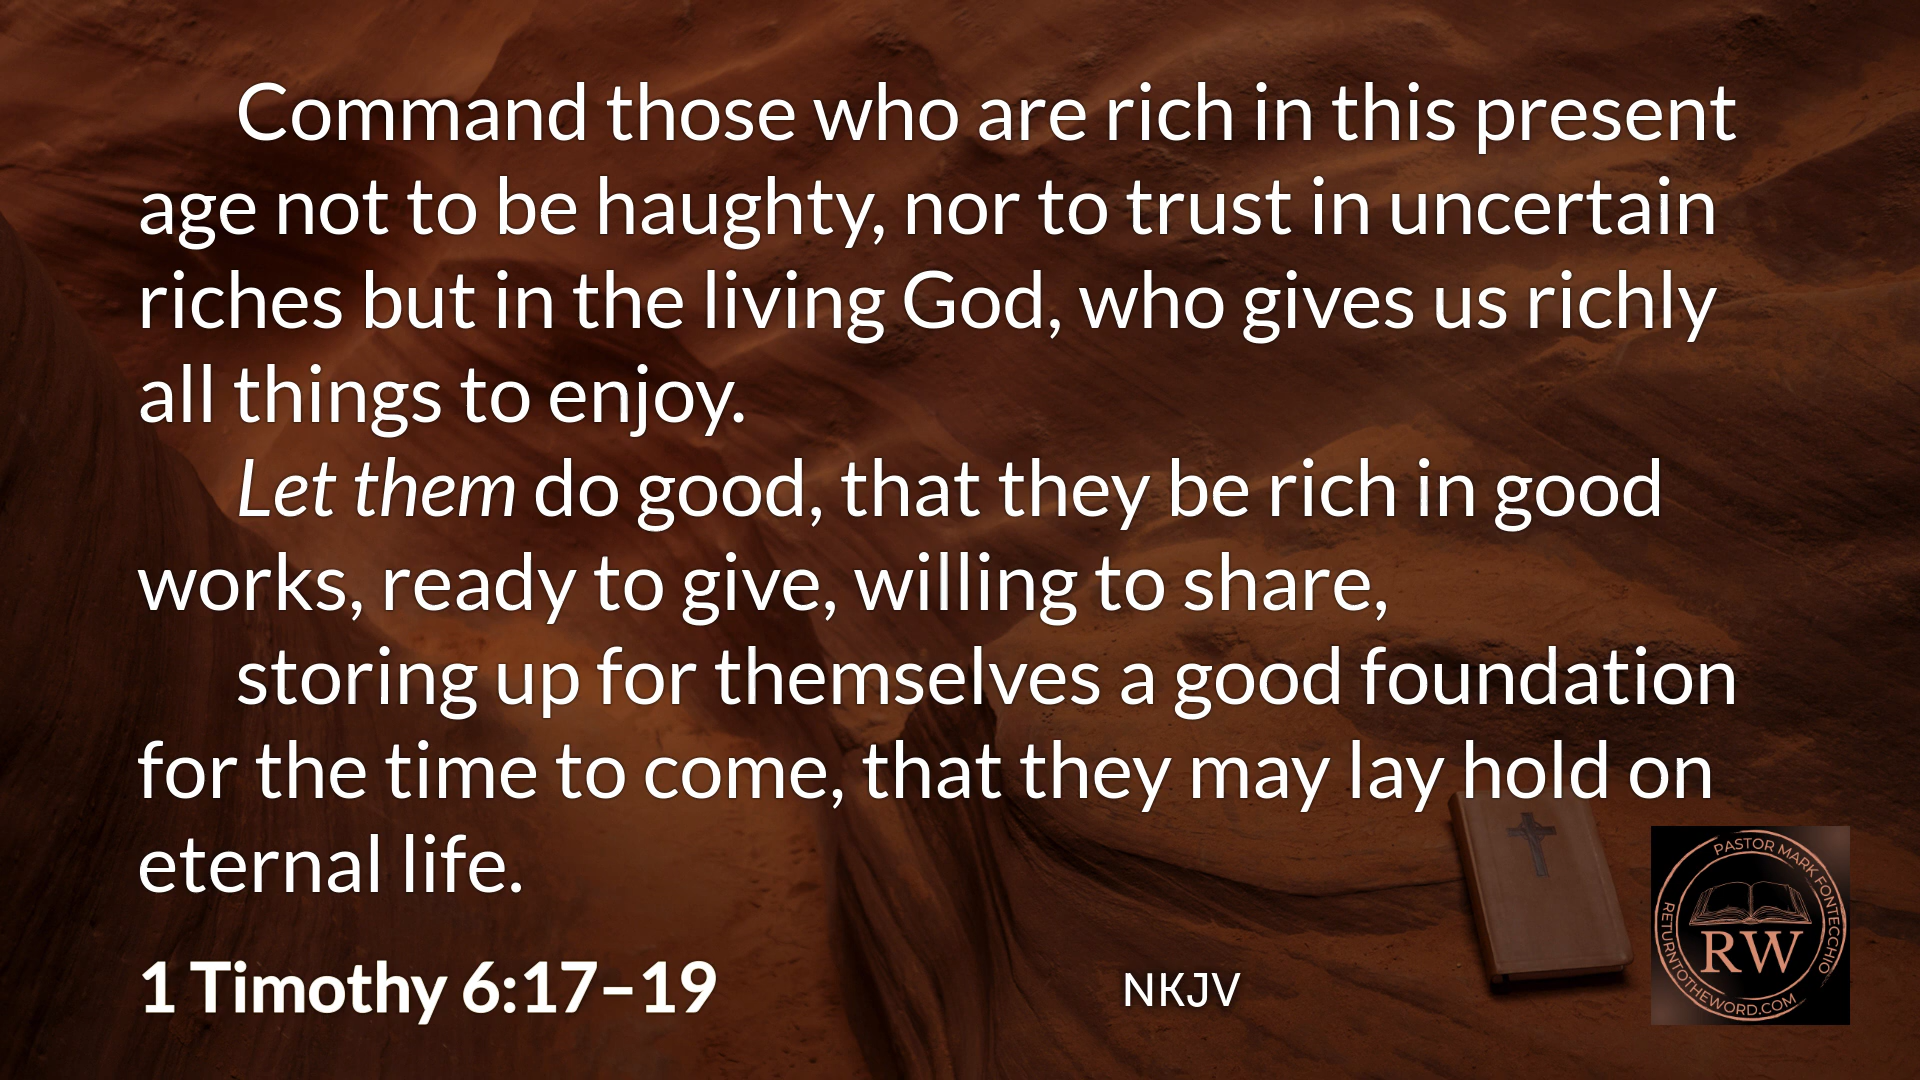 Command those who are rich in this present
age not to be haughty, nor to trust in uncertain
riches but in the living God, who gives us richly
all things to enjoy.
Let them do good, that they be rich in good
works, ready to give, willing to share,
storing up for themselves a good foundation
for the time to come, that they may lay hold on
eternal life.
1 Timothy 6:17–19
NKJV
PASTOR MARK FONTECCHIO
RW
RETURNTOTHEWORD.COM